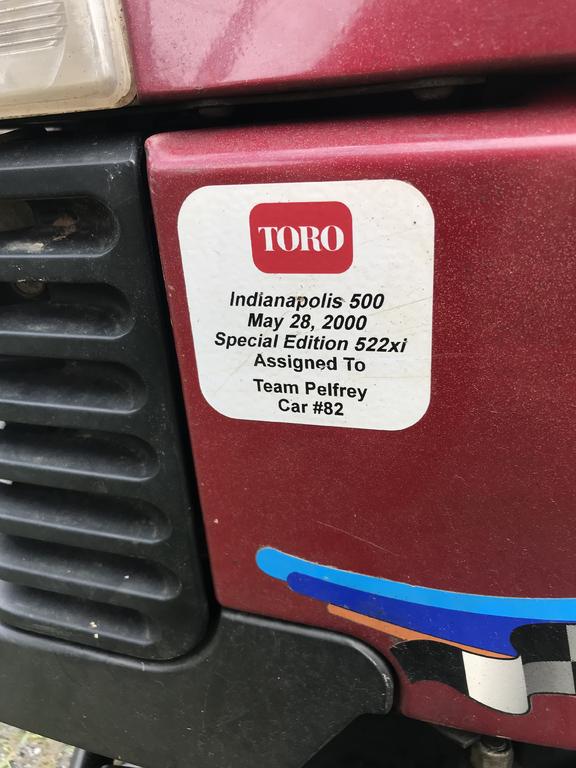 TORO
Indianapolis 500
May 28, 2000
Special Edition 522xi
Assigned To
Team Pelfrey
Car #82